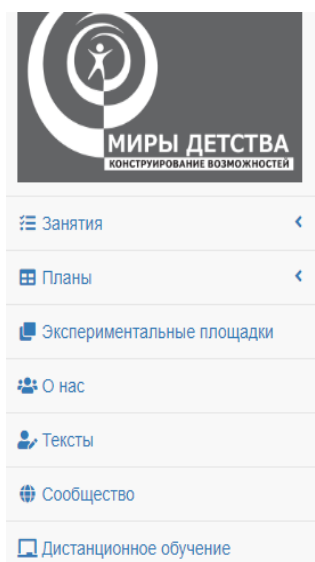 МИРЫ ДЕТСТВА
КОНСТРУИРОВАНИЕ ВОЗМОЖНОСТЕЙ
Занятия
Планы
Экспериментальные площадки
О нас
Тексты
Сообщество
Дистанционное обучение